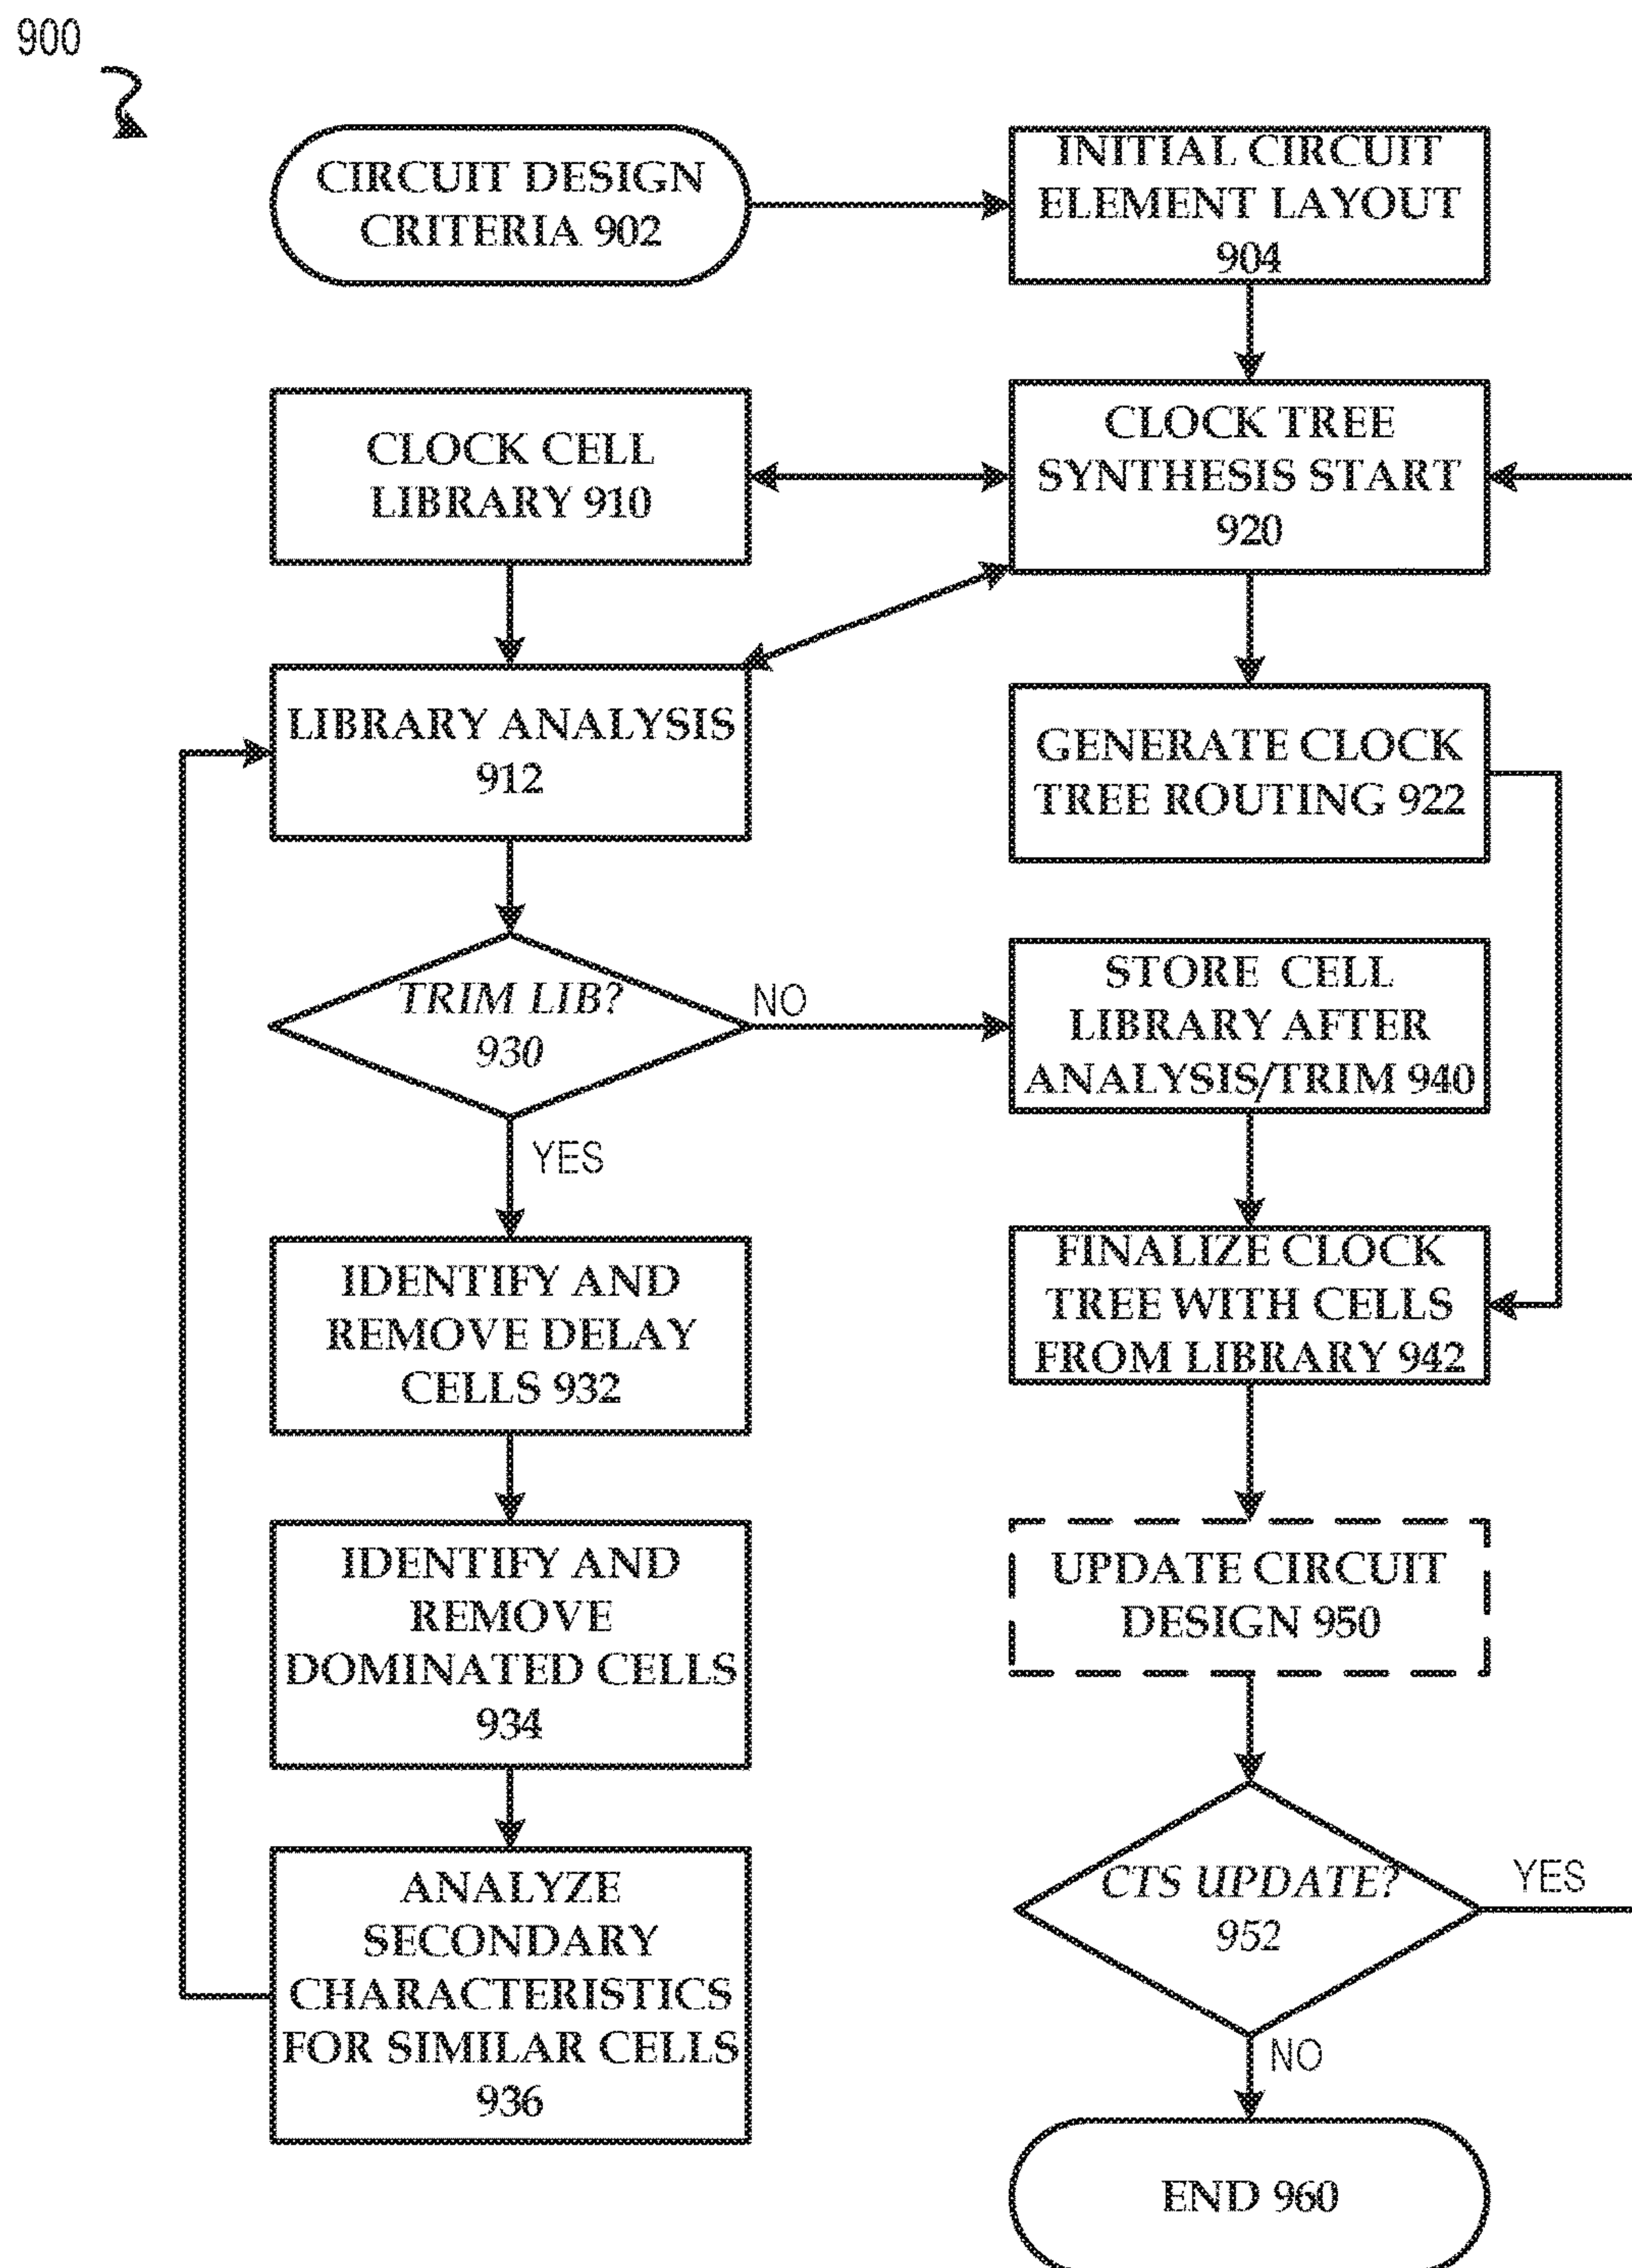 900
CIRCUIT DESIGN
CRITERIA 902
INITIAL CIRCUIT
ELEMENT LAYOUT
904
CLOCK CELL
LIBRARY 910
CLOCK TREE
SYNTHESIS START
920
LIBRARY ANALYSIS
912
GENERATE CLOCK
TREE ROUTING 922
TRIM LIB?
930
NO
YES
STORE CELL
LIBRARY AFTER
ANALYSIS/TRIM 940
IDENTIFY AND
REMOVE DELAY
CELLS 932
FINALIZE CLOCK
TREE WITH CELLS
FROM LIBRARY 942
IDENTIFY AND
REMOVE
DOMINATED CELLS
934
UPDATE CIRCUIT
DESIGN 950
ANALYZE
SECONDARY
CHARACTERISTICS
FOR SIMILAR CELLS
936
CTS UPDATE?
952
YES
NO
END 960